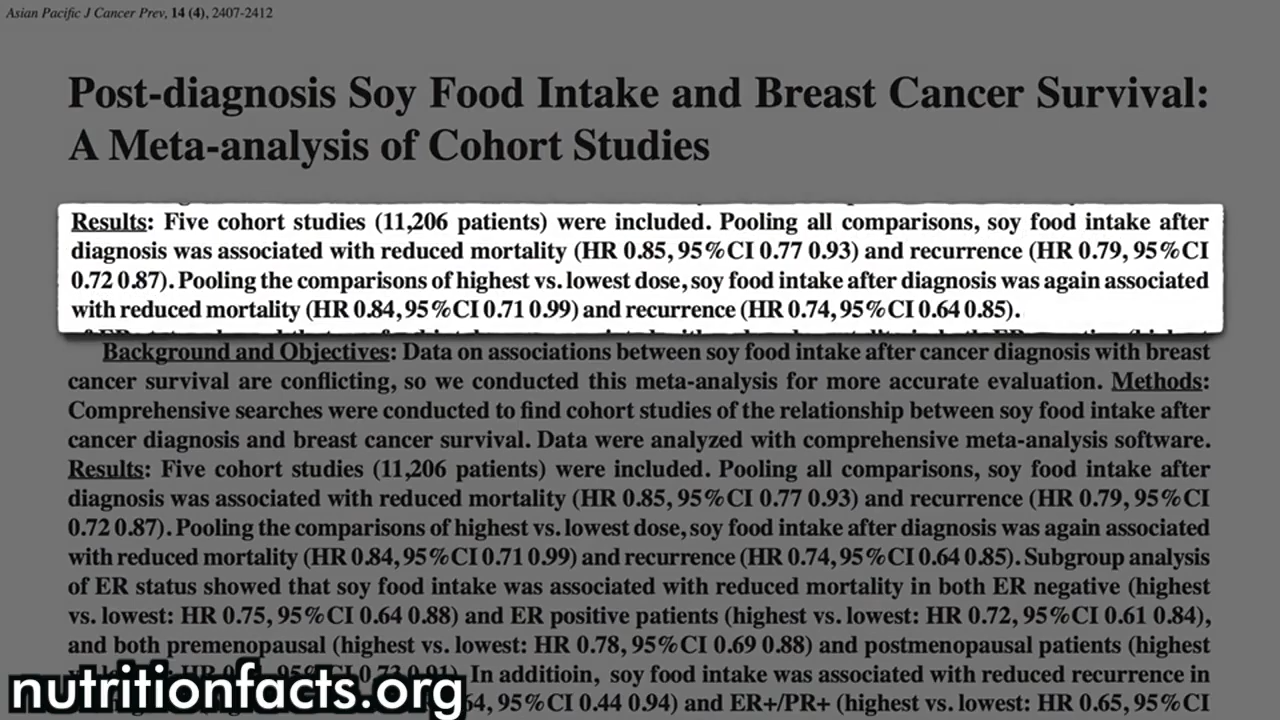 Asian Pacific J Cancer Prev, 14 (4), 2407-2412
Post-diagnosis Soy Food Intake and Breast Cancer Survival:
A Meta-analysis of Cohort Studies
Results: Five cohort studies (11,206 patients) were included. Pooling all comparisons, soy food intake after
diagnosis was associated with reduced mortality (HR 0.85, 95%CI 0.77 0.93) and recurrence (HR 0.79, 95%CI
0.72 0.87). Pooling the comparisons of highest vs. lowest dose, soy food intake after diagnosis was again associated
with reduced mortality (HR 0.84, 95%CI 0.71 0.99) and recurrence (HR 0.74, 95%CI 0.64 0.85).
Background and Objectives: Data on associations between soy food intake after cancer diagnosis with breast
cancer survival are conflicting, so we conducted this meta-analysis for more accurate evaluation. Methods:
Comprehensive searches were conducted to find cohort studies of the relationship between soy food intake after
cancer diagnosis and breast cancer survival. Data were analyzed with comprehensive meta-analysis software.
Results: Five cohort studies (11,206 patients) were included. Pooling all comparisons, soy food intake after
diagnosis was associated with reduced mortality (HR 0.85, 95%CI 0.77 0.93) and recurrence (HR 0.79, 95%CI
0.72 0.87). Pooling the comparisons of highest vs. lowest dose, soy food intake after diagnosis was again associated
with reduced mortality (HR 0.84, 95%CI 0.71 0.99) and recurrence (HR 0.74, 95%CI 0.64 0.85). Subgroup analysis
of ER status showed that soy food intake was associated with reduced mortality in both ER negative (highest
vs. lowest: HR 0.75, 95%CI 0.64 0.88) and ER positive patients (highest vs. lowest: HR 0.72, 95%CI 0.61 0.84),
and both premenopausal (highest vs. lowest: HR 0.78, 95%CI 0.69 0.88) and postmenopausal patients (highest
In additioin, soy food intake was associated with reduced recurrence in
95%CI 0.44 0.94) and ER+/PR+ (highest vs. lowest: HR 0.65, 95%CI
nutritionfacts.org